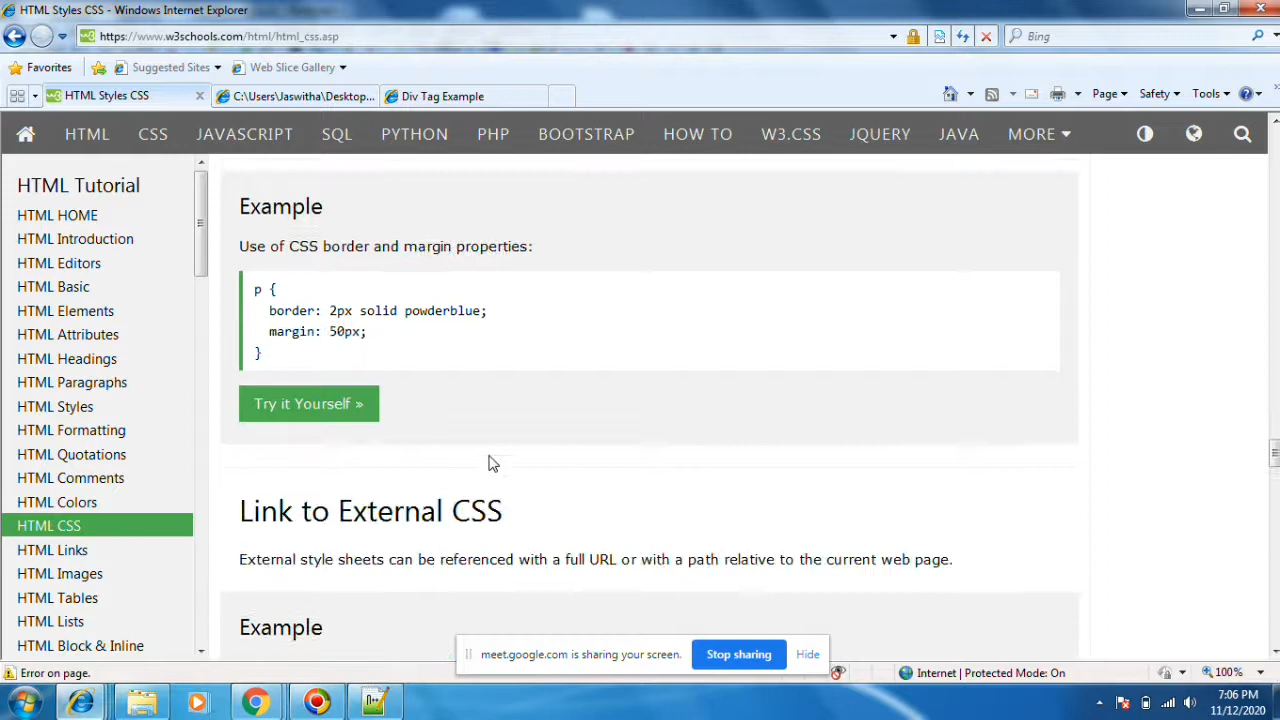 HTML Styles CSS - Windows Internet Explorer
https://www.w3schools.com/html/html_css.asp
Bing
Favorites
Suggested Sites
Web Slice Gallery
HTML Styles CSS
C:\Users\Jaswitha\Desktop...
Div Tag Example
Page
Safety
Tools
HTML CSS JAVASCRIPT SQL PYTHON PHP BOOTSTRAP HOW TO W3.CSS JQUERY JAVA MORE
HTML Tutorial
HTML HOME
HTML Introduction
HTML Editors
HTML Basic
HTML Elements
HTML Attributes
HTML Headings
HTML Paragraphs
HTML Styles
HTML Formatting
HTML Quotations
HTML Comments
HTML Colors
HTML CSS
HTML Links
HTML Images
HTML Tables
HTML Lists
HTML Block & Inline
Example
Use of CSS border and margin properties:
p {
border: 2px solid powderblue;
margin: 50px;
}
Try it Yourself »
Link to External CSS
External style sheets can be referenced with a full URL or with a path relative to the current web page.
Example
meet.google.com is sharing your screen.
Stop sharing
Hide
Error on page.
Internet | Protected Mode: On
100%
7:06 PM
11/12/2020